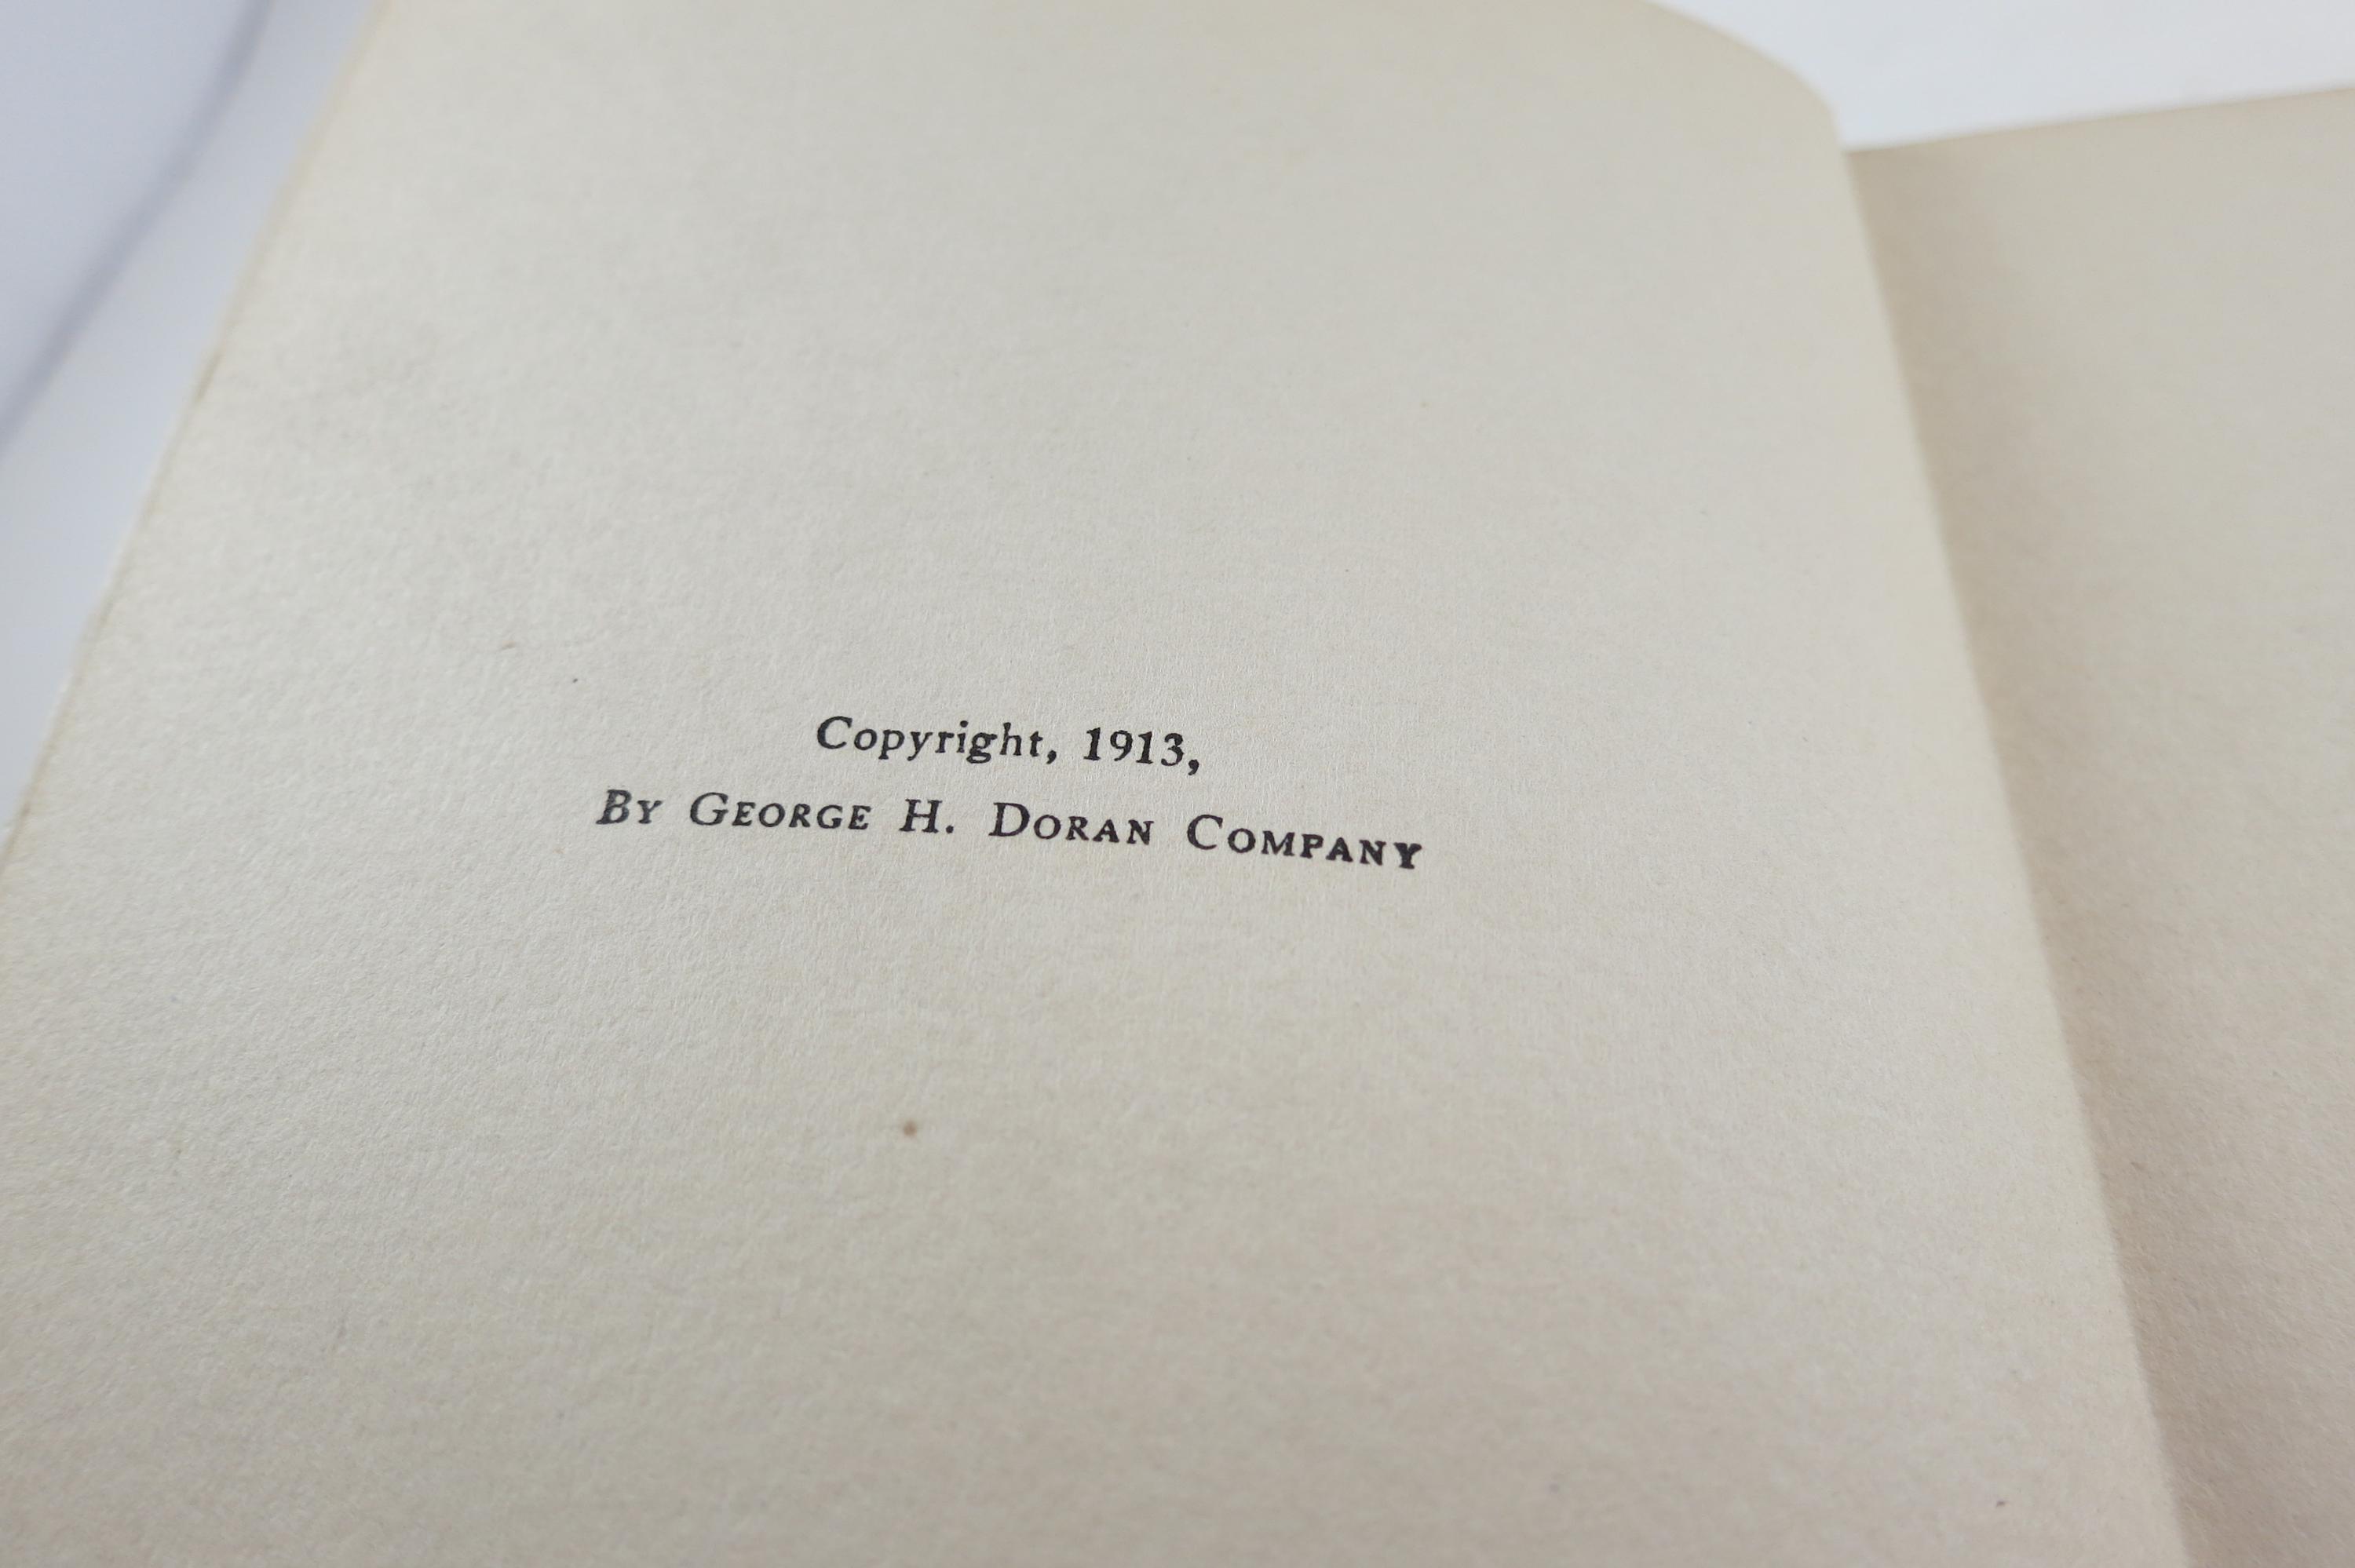 Copyright, 1913,
By George H. Doran Company